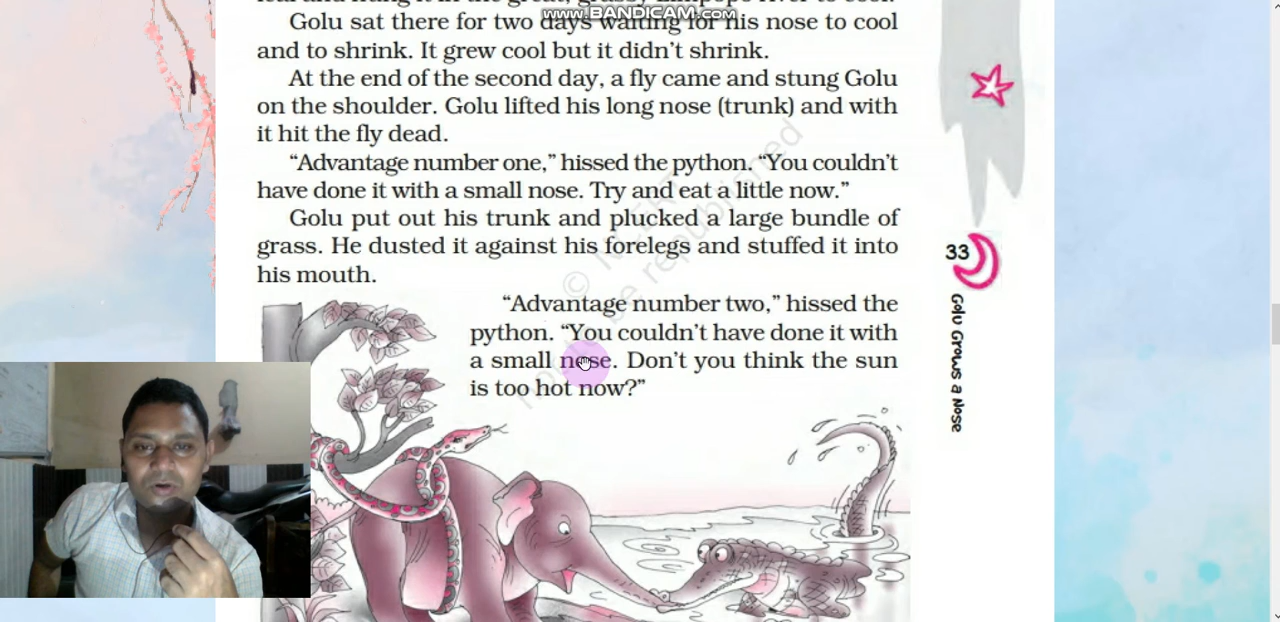 www.BANDICAM.com
Golu sat there for two days waiting for his nose to cool
and to shrink. It grew cool but it didn't shrink.
At the end of the second day, a fly came and stung Golu
on the shoulder. Golu lifted his long nose (trunk) and with
it hit the fly dead.
“Advantage number one,” hissed the python. “You couldn't
have done it with a small nose. Try and eat a little now.”
Golu put out his trunk and plucked a large bundle of
grass. He dusted it against his forelegs and stuffed it into
his mouth.
“Advantage number two,” hissed the
python. “You couldn't have done it with
a small nose. Don't you think the sun
is too hot now?”
33
Golu Grows a Nose
© NCERT
not to be republished